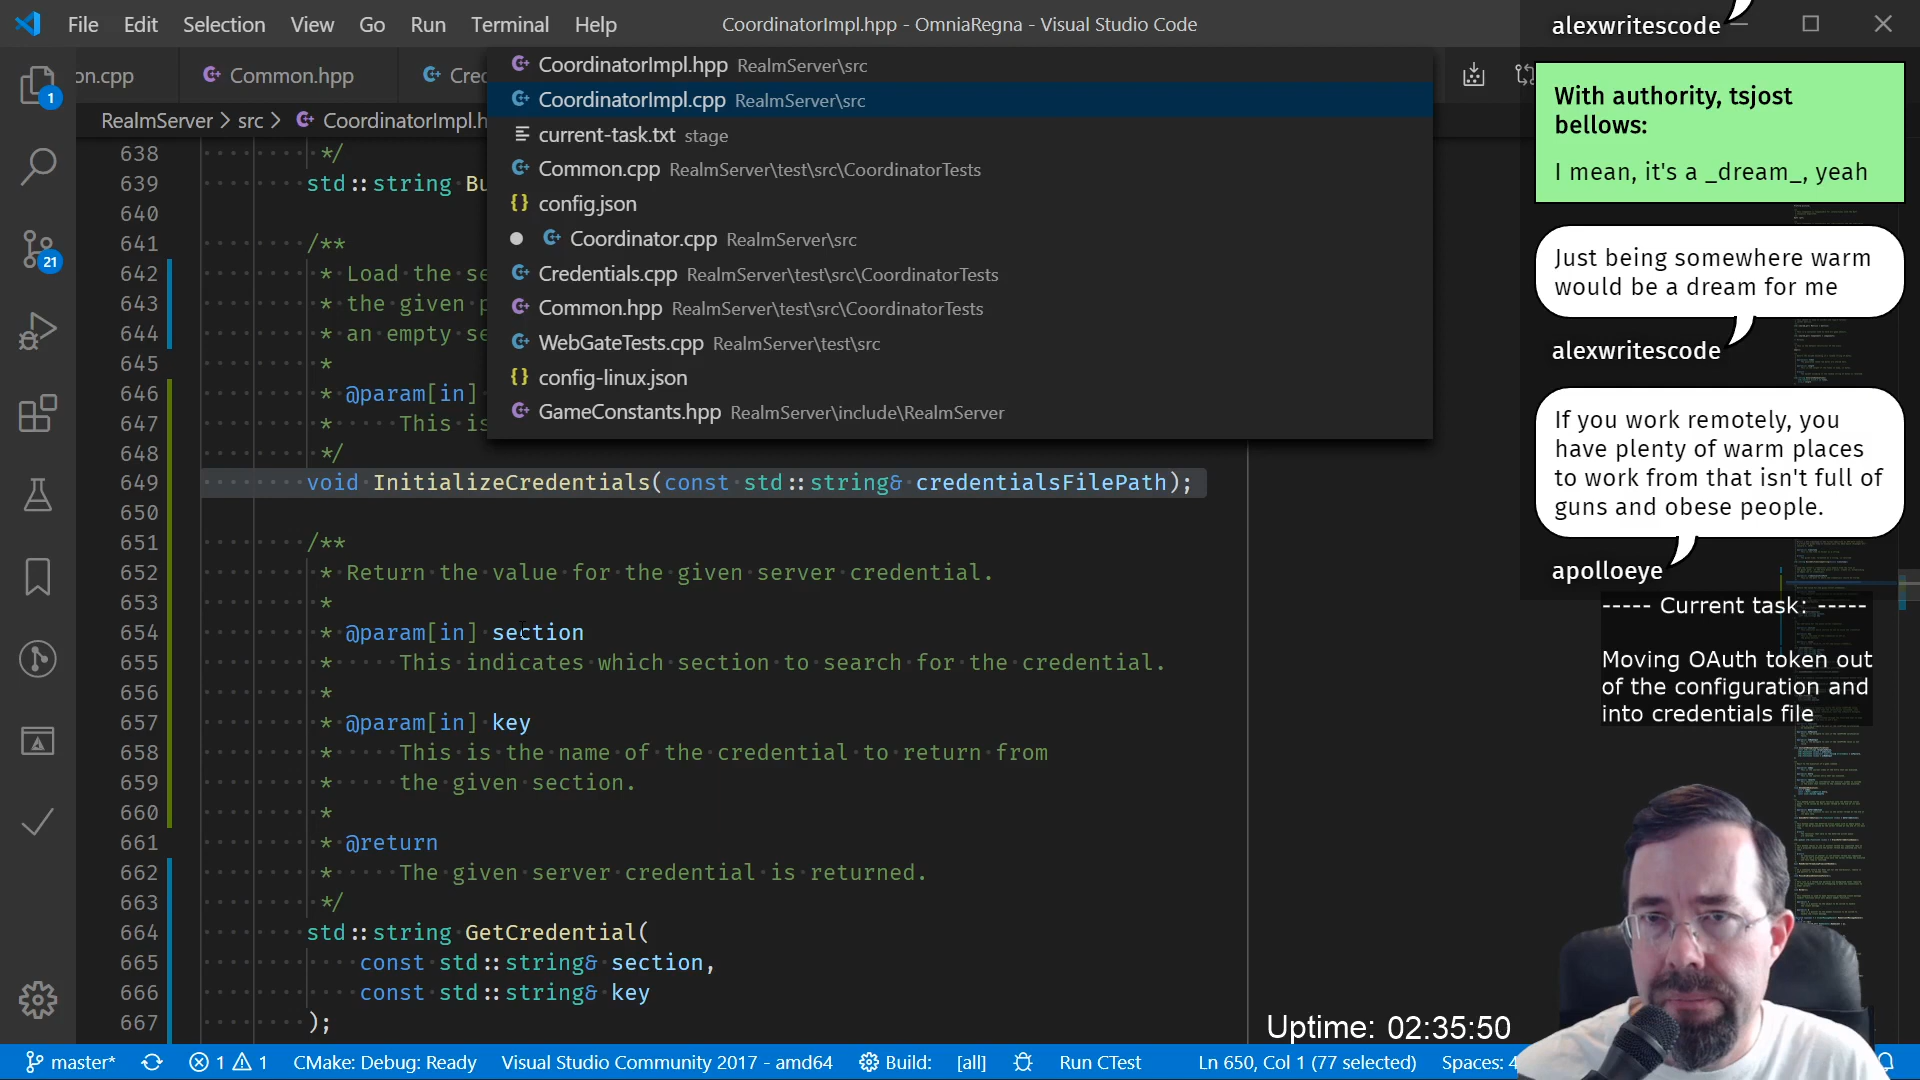 File Edit Selection View Go Run Terminal Help CoordinatorImpl.hpp - OmniaRegna - Visual Studio Code
on.cpp Common.hpp Cred
RealmServer > src > CoordinatorImpl.h
CoordinatorImpl.hpp RealmServer\src
CoordinatorImpl.cpp RealmServer\src
current-task.txt stage
Common.cpp RealmServer\test\src\CoordinatorTests
config.json
Coordinator.cpp RealmServer\src
Credentials.cpp RealmServer\test\src\CoordinatorTests
Common.hpp RealmServer\test\src\CoordinatorTests
WebGateTests.cpp RealmServer\test\src
config-linux.json
GameConstants.hpp RealmServer\include\RealmServer
1
21
638 */
639 std::string Bu
640
641 /**
642 * Load the se
643 * the given p
644 * an empty se
645 *
646 * @param[in]
647 * This is
648 */
649 void InitializeCredentials(const std::string& credentialsFilePath);
650
651 /**
652 * Return the value for the given server credential.
653 *
654 * @param[in] section
655 * This indicates which section to search for the credential.
656 *
657 * @param[in] key
658 * This is the name of the credential to return from
659 * the given section.
660 *
661 * @return
662 * The given server credential is returned.
663 */
664 std::string GetCredential(
665 const std::string& section,
666 const std::string& key
667 );
alexwritescode
With authority, tsjost
bellows:
I mean, it's a _dream_, yeah
Just being somewhere warm
would be a dream for me
alexwritescode
If you work remotely, you
have plenty of warm places
to work from that isn't full of
guns and obese people.
apolloeye
----- Current task: -----
Moving OAuth token out
of the configuration and
into credentials file
Uptime: 02:35:50
master* 1 1 CMake: Debug: Ready Visual Studio Community 2017 - amd64 Build: [all] Run CTest Ln 650, Col 1 (77 selected) Spaces: 4